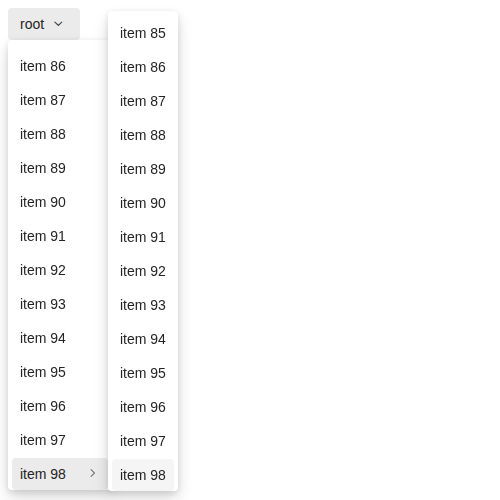 root
item 86
item 87
item 88
item 89
item 90
item 91
item 92
item 93
item 94
item 95
item 96
item 97
item 98
item 85
item 86
item 87
item 88
item 89
item 90
item 91
item 92
item 93
item 94
item 95
item 96
item 97
item 98